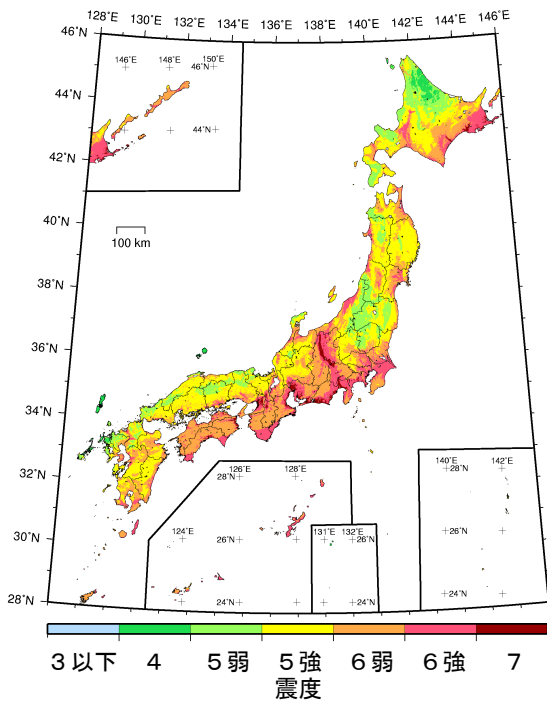 128°E 130°E 132°E 134°E 136°E 138°E 140°E 142°E 144°E 146°E
46°N
146°E 148°E 150°E
46°N
44°N
44°N
42°N
40°N
100 km
38°N
36°N
34°N
32°N
126°E 128°E
28°N
140°E 142°E
28°N
124°E
131°E 132°E
30°N
26°N
26°N
26°N
28°N
24°N
24°N
24°N
3以下 4 5弱 5強 6弱 6強 7
震度